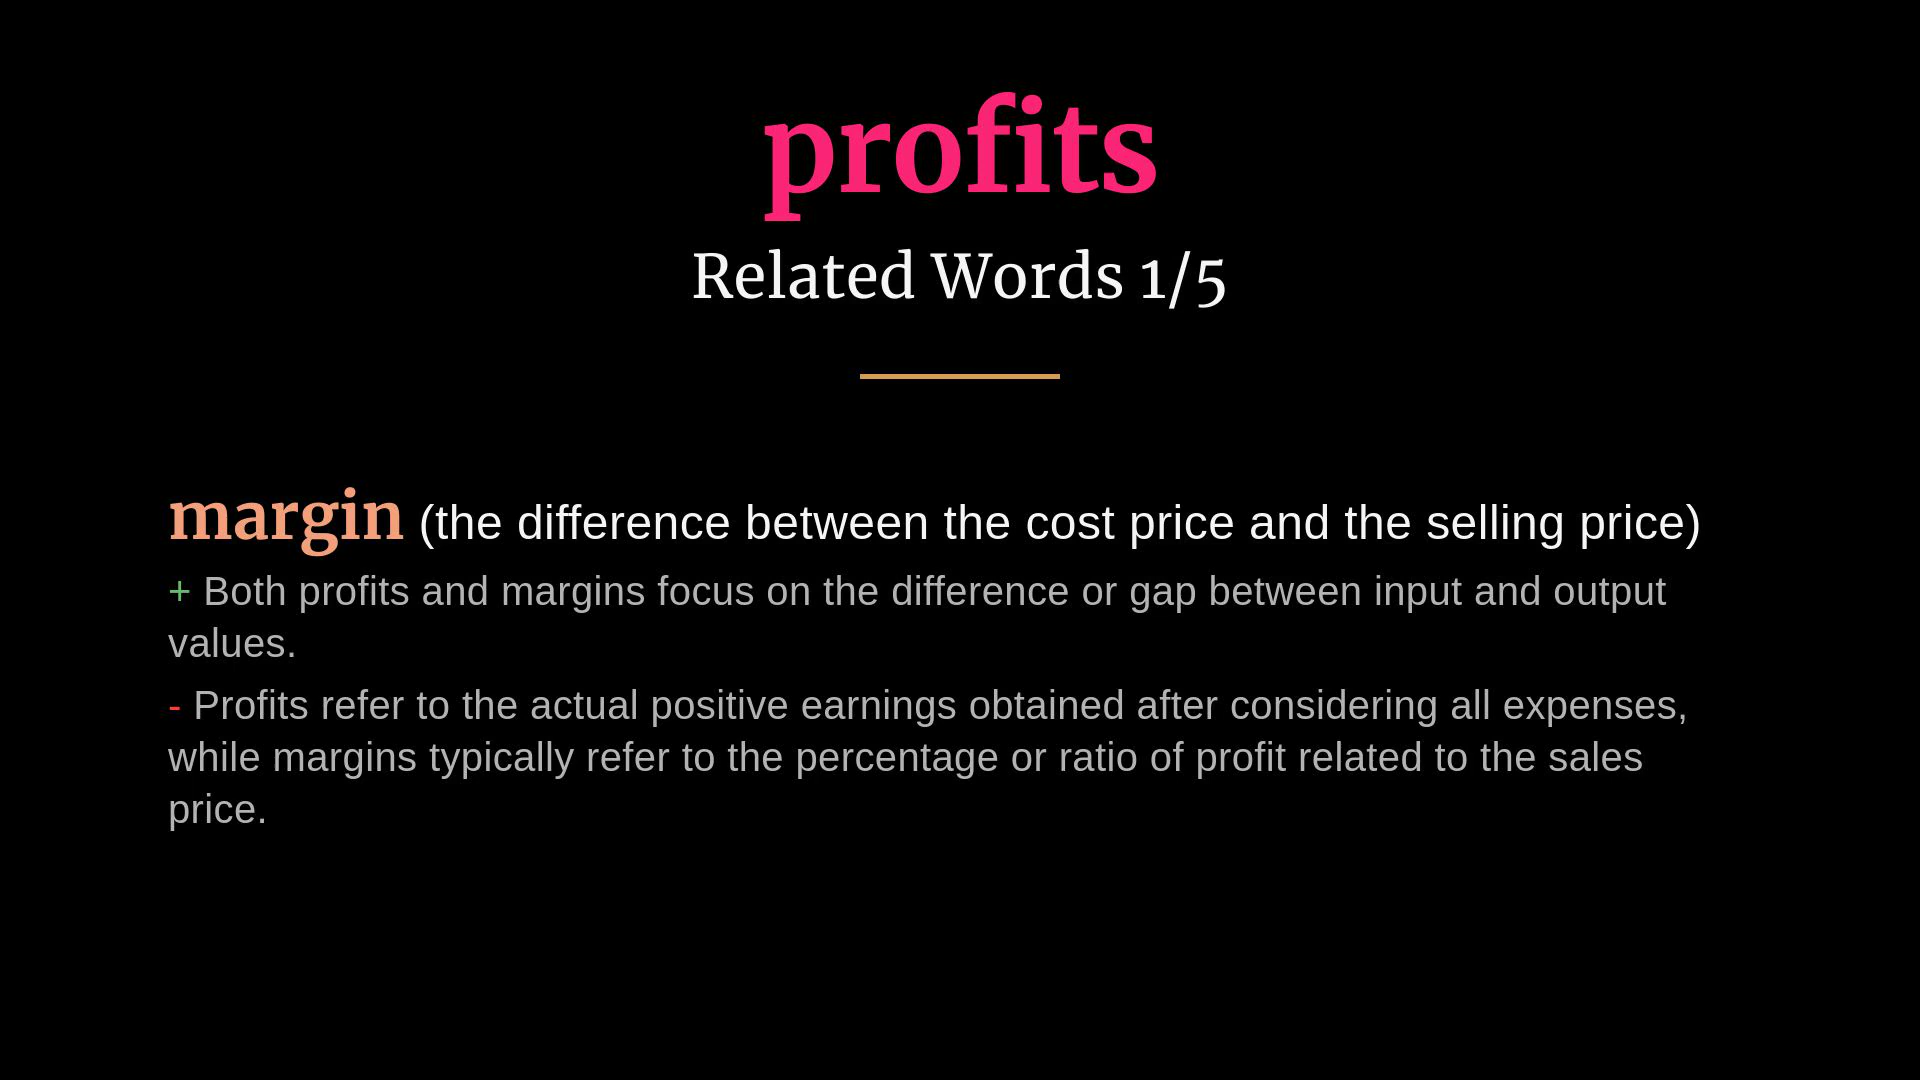 profits
Related Words 1/5
margin (the difference between the cost price and the selling price)
+ Both profits and margins focus on the difference or gap between input and output
values.
- Profits refer to the actual positive earnings obtained after considering all expenses,
while margins typically refer to the percentage or ratio of profit related to the sales
price.